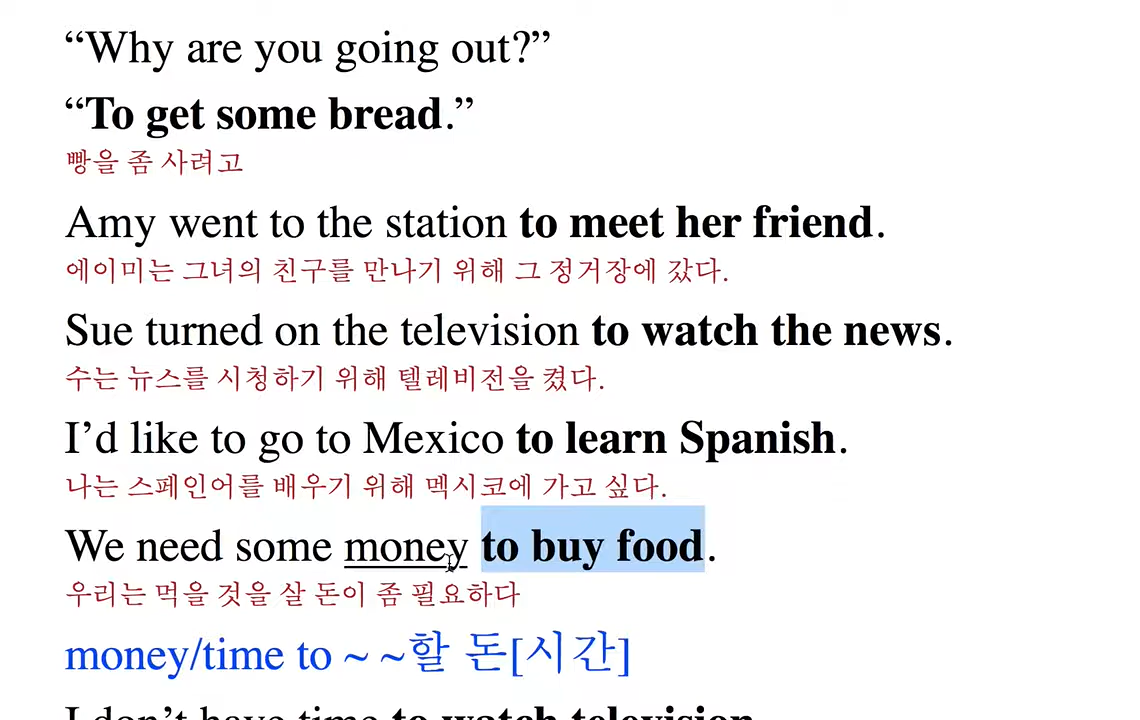 “Why are you going out?”
“To get some bread.”
빵을 좀 사려고
Amy went to the station to meet her friend.
에이미는 그녀의 친구를 만나기 위해 그 정거장에 갔다.
Sue turned on the television to watch the news.
수는 뉴스를 시청하기 위해 텔레비전을 켰다.
I’d like to go to Mexico to learn Spanish.
나는 스페인어를 배우기 위해 멕시코에 가고 싶다.
We need some money to buy food.
우리는 먹을 것을 살 돈이 좀 필요하다
money/time to ~ ~할 돈[시간]
I don’t have time to watch television.